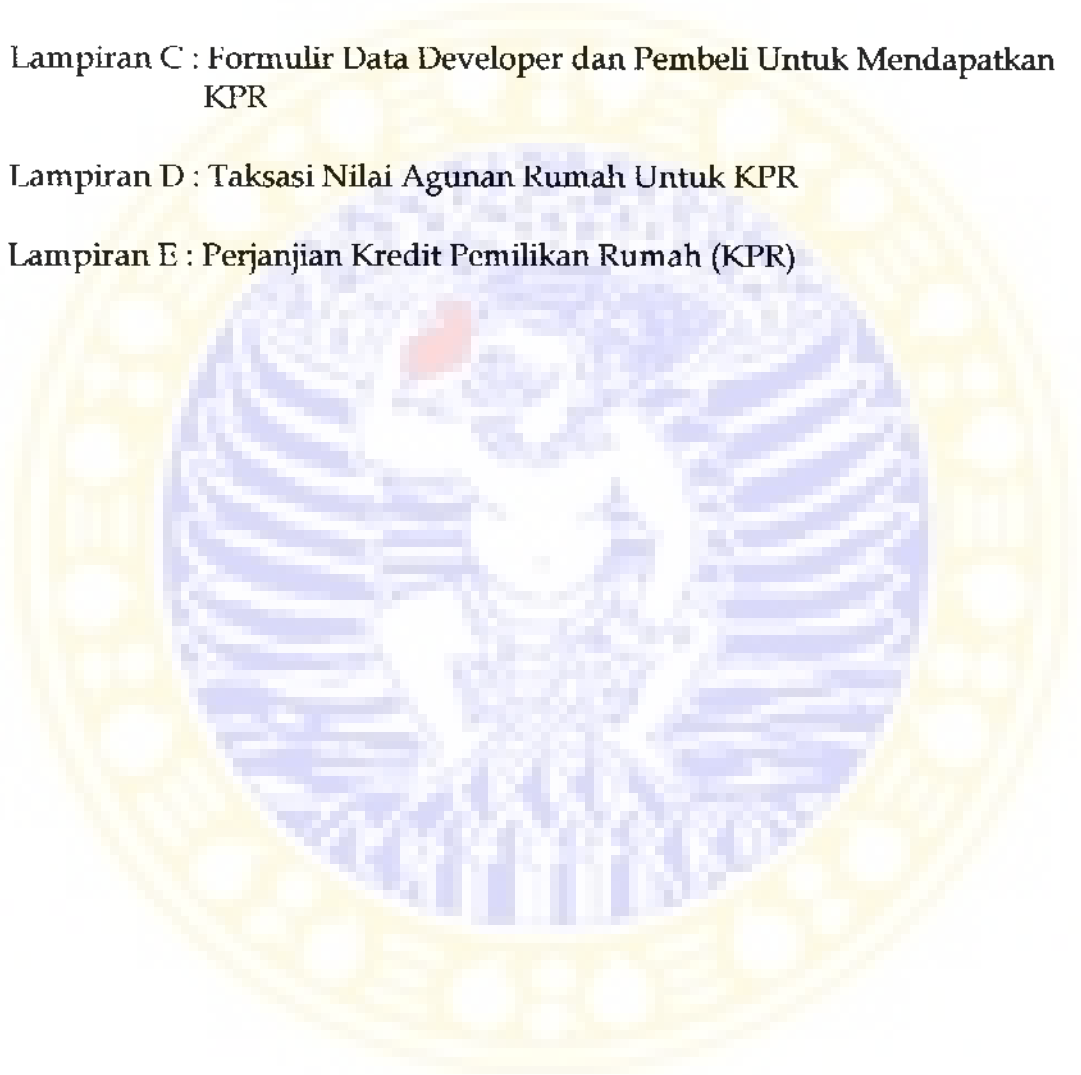 Lampiran C : Formulir Data Developer dan Pembeli Untuk Mendapatkan
KPR
Lampiran D : Taksasi Nilai Agunan Rumah Untuk KPR
Lampiran E : Perjanjian Kredit Pemilikan Rumah (KPR)